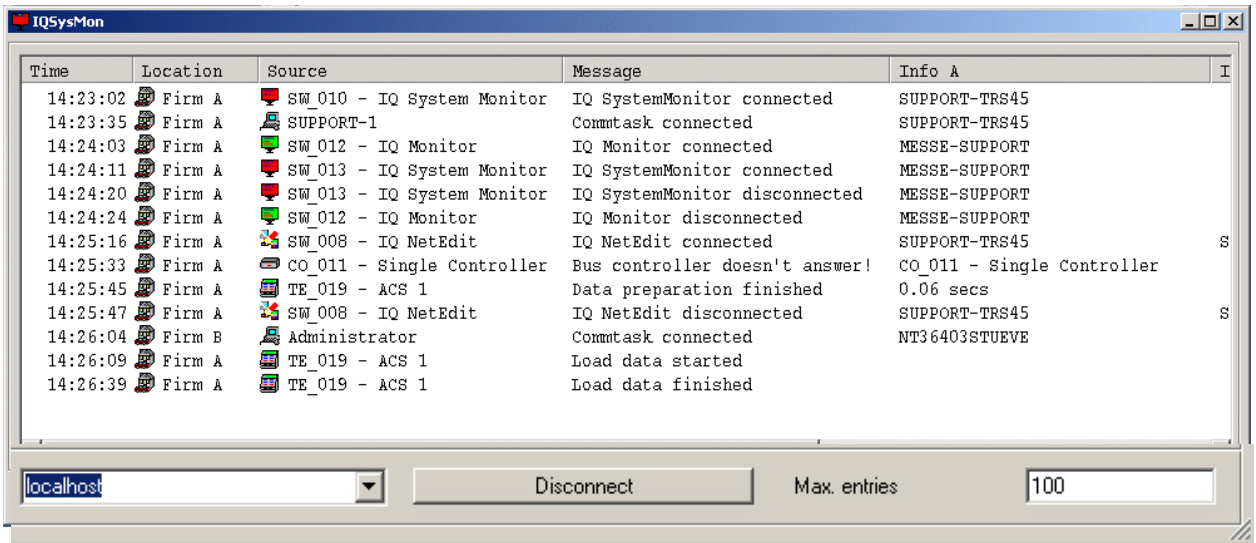 IQSysMon
Time Location Source Message Info A I
14:23:02 Firm A SW_010 - IQ System Monitor IQ SystemMonitor connected SUPPORT-TRS45
14:23:35 Firm A SUPPORT-1 Commtask connected SUPPORT-TRS45
14:24:03 Firm A SW_012 - IQ Monitor IQ Monitor connected MESSE-SUPPORT
14:24:11 Firm A SW_013 - IQ System Monitor IQ SystemMonitor connected MESSE-SUPPORT
14:24:20 Firm A SW_013 - IQ System Monitor IQ SystemMonitor disconnected MESSE-SUPPORT
14:24:24 Firm A SW_012 - IQ Monitor IQ Monitor disconnected MESSE-SUPPORT
14:25:16 Firm A SW_008 - IQ NetEdit IQ NetEdit connected SUPPORT-TRS45 S
14:25:33 Firm A CO_011 - Single Controller Bus controller doesn't answer! CO_011 - Single Controller
14:25:45 Firm A TE_019 - ACS 1 Data preparation finished 0.06 secs
14:25:47 Firm A SW_008 - IQ NetEdit IQ NetEdit disconnected SUPPORT-TRS45 S
14:26:04 Firm B Administrator Commtask connected NT36403STUEVE
14:26:09 Firm A TE_019 - ACS 1 Load data started
14:26:39 Firm A TE_019 - ACS 1 Load data finished
localhost Disconnect Max. entries 100